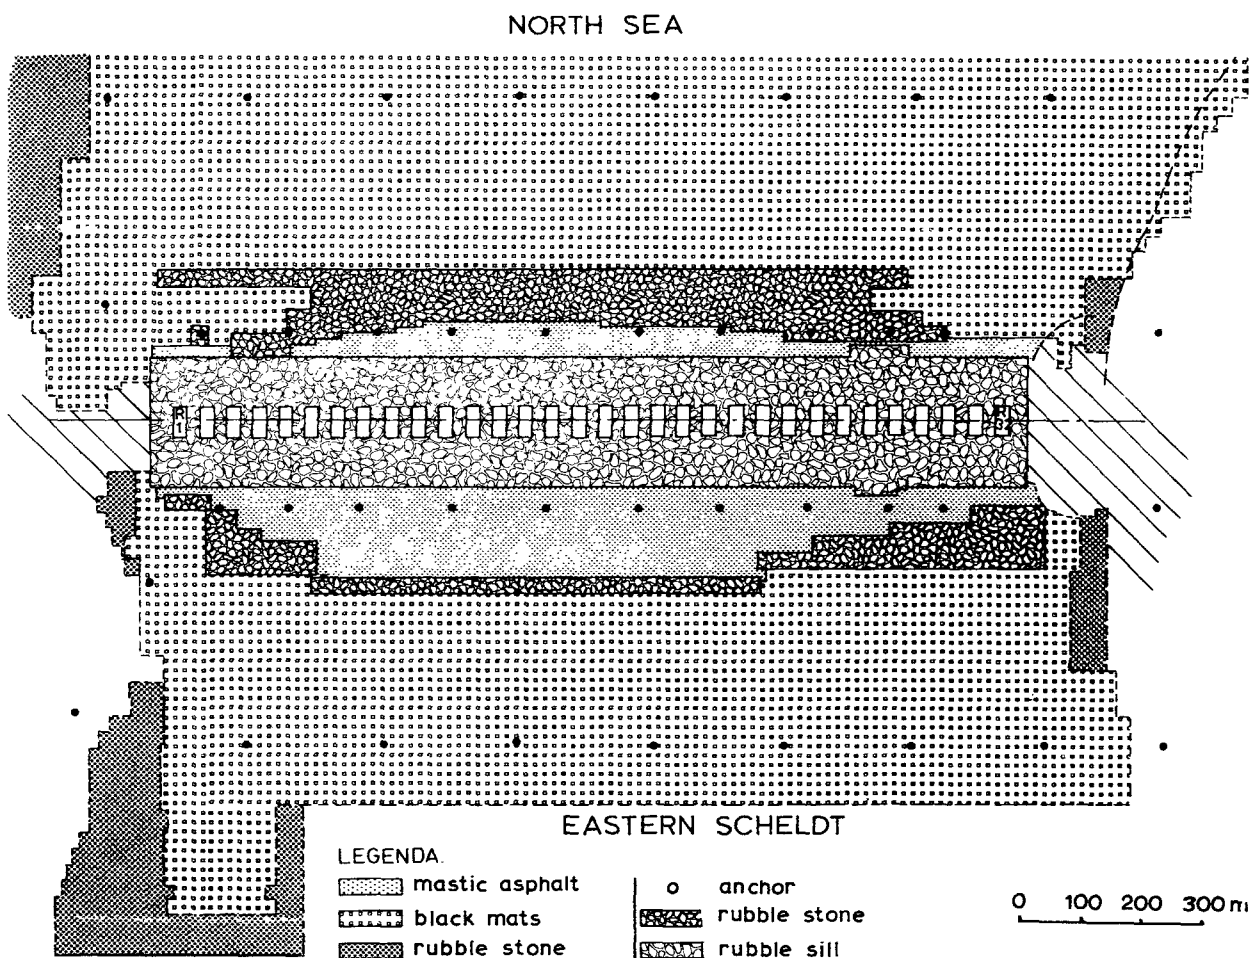 NORTH SEA
R
1
R
32
EASTERN SCHELDT
LEGENDA.
mastic asphalt
black mats
rubble stone
anchor
rubble stone
rubble sill
0 100 200 300 m